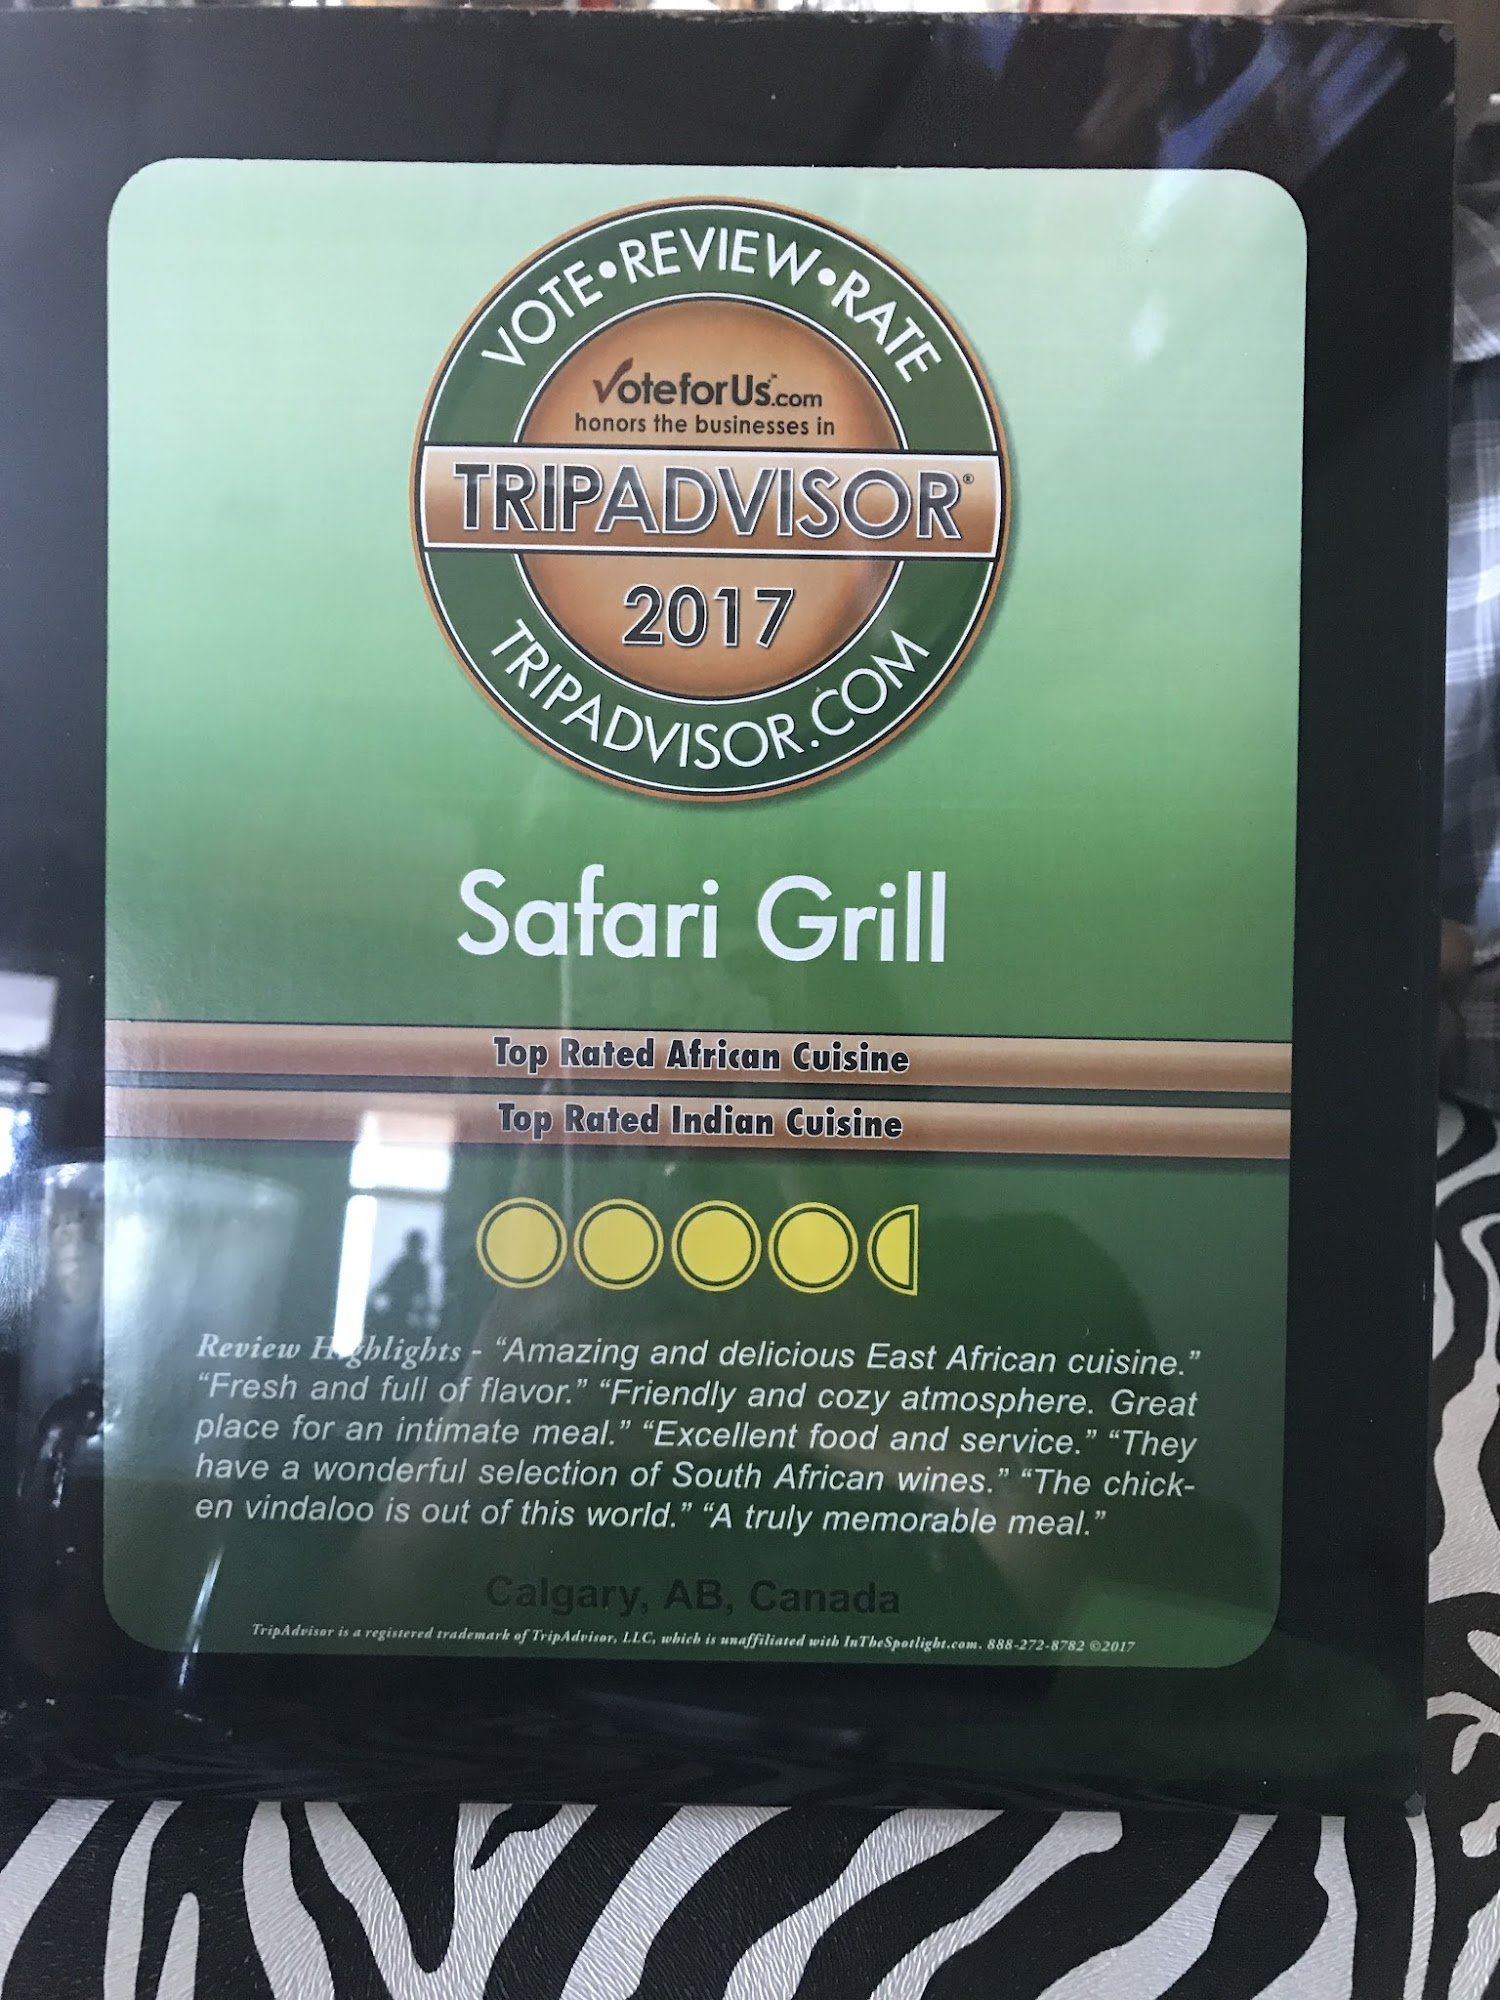 VOTE•REVIEW•RATE
VoteforUs.com™
honors the businesses in
TRIPADVISOR®
2017
TRIPADVISOR.COM
Safari Grill
Top Rated African Cuisine
Top Rated Indian Cuisine
Review Highlights - “Amazing and delicious East African cuisine.”
“Fresh and full of flavor.” “Friendly and cozy atmosphere. Great
place for an intimate meal.” “Excellent food and service.” “They
have a wonderful selection of South African wines.” “The chick-
en vindaloo is out of this world.” “A truly memorable meal.”
Calgary, AB, Canada
TripAdvisor is a registered trademark of TripAdvisor, LLC, which is unaffiliated with InTheSpotlight.com. 888-272-8782 ©2017